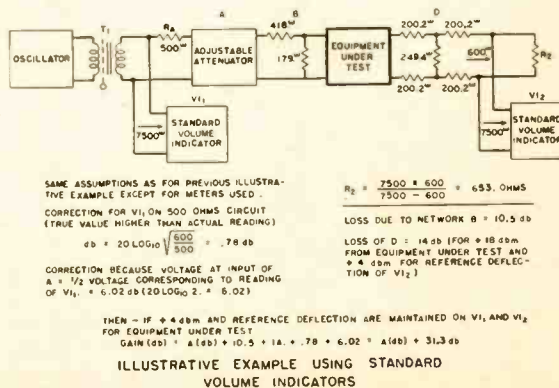 A
B
D
OSCILLATOR
T1
RA
500ω
ADJUSTABLE
ATTENUATOR
418ω
179ω
EQUIPMENT
UNDER
TEST
200.2ω
200.2ω
249.4ω
600ω
R2
200.2ω
200.2ω
VI1
7500ω
STANDARD
VOLUME
INDICATOR
VI2
7500ω
STANDARD
VOLUME
INDICATOR
SAME ASSUMPTIONS AS FOR PREVIOUS ILLUSTRA-
TIVE EXAMPLE EXCEPT FOR METERS USED.
CORRECTION FOR VI1 ON 500 OHMS CIRCUIT
(TRUE VALUE HIGHER THAN ACTUAL READING)
db = 20 LOG10 √600/500 = .78 db
CORRECTION BECAUSE VOLTAGE AT INPUT OF
A = 1/2 VOLTAGE CORRESPONDING TO READING
OF VI1. = 6.02 db (20 LOG10 2. = 6.02)
R2 = 7500 × 600 / 7500 - 600 = 653. OHMS
LOSS DUE TO NETWORK B = 10.5 db
LOSS OF D = 14 db (FOR + 18 dbm
FROM EQUIPMENT UNDER TEST AND
+ 4 dbm FOR REFERENCE DEFLEC-
TION OF VI2)
THEN - IF + 4 dbm AND REFERENCE DEFLECTION ARE MAINTAINED ON VI1 AND VI2
FOR EQUIPMENT UNDER TEST
GAIN (db) = A(db) + 10.5 + 14. + .78 + 6.02 = A(db) + 31.3 db
ILLUSTRATIVE EXAMPLE USING STANDARD
VOLUME INDICATORS